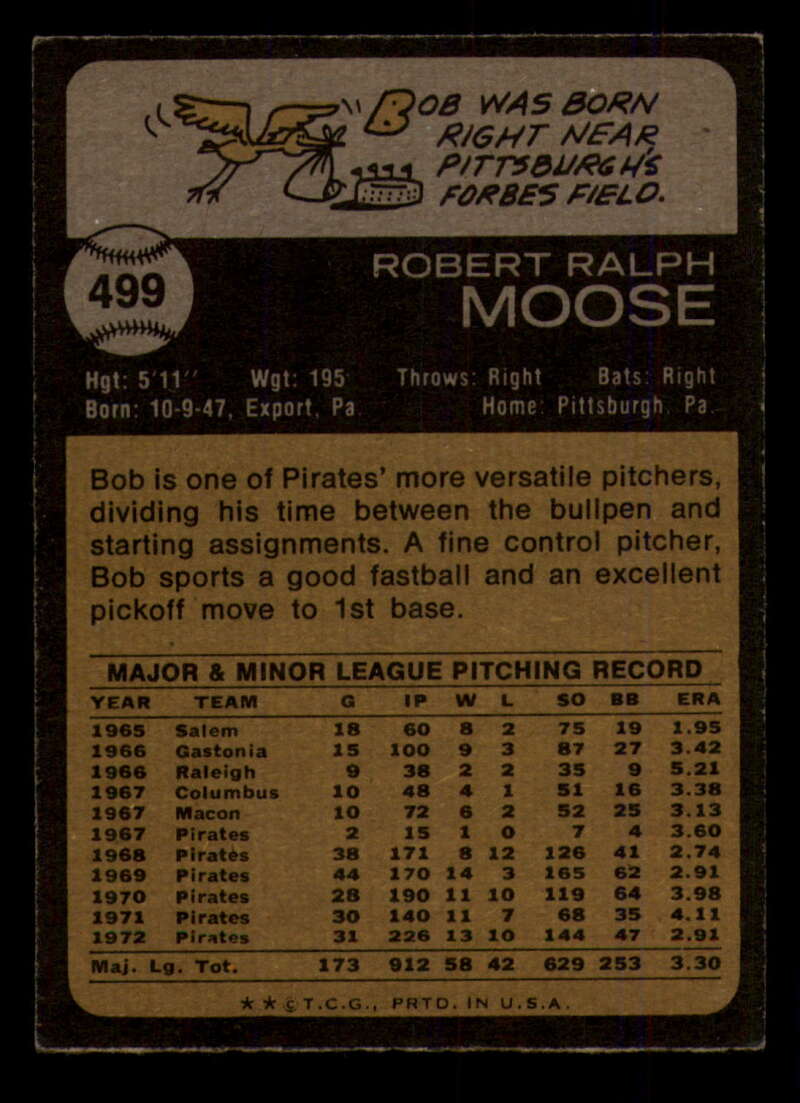 BOB WAS BORN
RIGHT NEAR
PITTSBURGH'S
FORBES FIELD.
499
ROBERT RALPH
MOOSE
Hgt: 5'11" Wgt: 195 Throws: Right Bats: Right
Born: 10-9-47, Export, Pa. Home: Pittsburgh, Pa.
Bob is one of Pirates' more versatile pitchers,
dividing his time between the bullpen and
starting assignments. A fine control pitcher,
Bob sports a good fastball and an excellent
pickoff move to 1st base.
MAJOR & MINOR LEAGUE PITCHING RECORD
YEAR TEAM G IP W L SO BB ERA
1965 Salem 18 60 8 2 75 19 1.95
1966 Gastonia 15 100 9 3 87 27 3.42
1966 Raleigh 9 38 2 2 35 9 5.21
1967 Columbus 10 48 4 1 51 16 3.38
1967 Macon 10 72 6 2 52 25 3.13
1967 Pirates 2 15 1 0 7 4 3.60
1968 Pirates 38 171 8 12 126 41 2.74
1969 Pirates 44 170 14 3 165 62 2.91
1970 Pirates 28 190 11 10 119 64 3.98
1971 Pirates 30 140 11 7 68 35 4.11
1972 Pirates 31 226 13 10 144 47 2.91
Maj. Lg. Tot. 173 912 58 42 629 253 3.30
★★©T.C.G., PRTD. IN U.S.A.